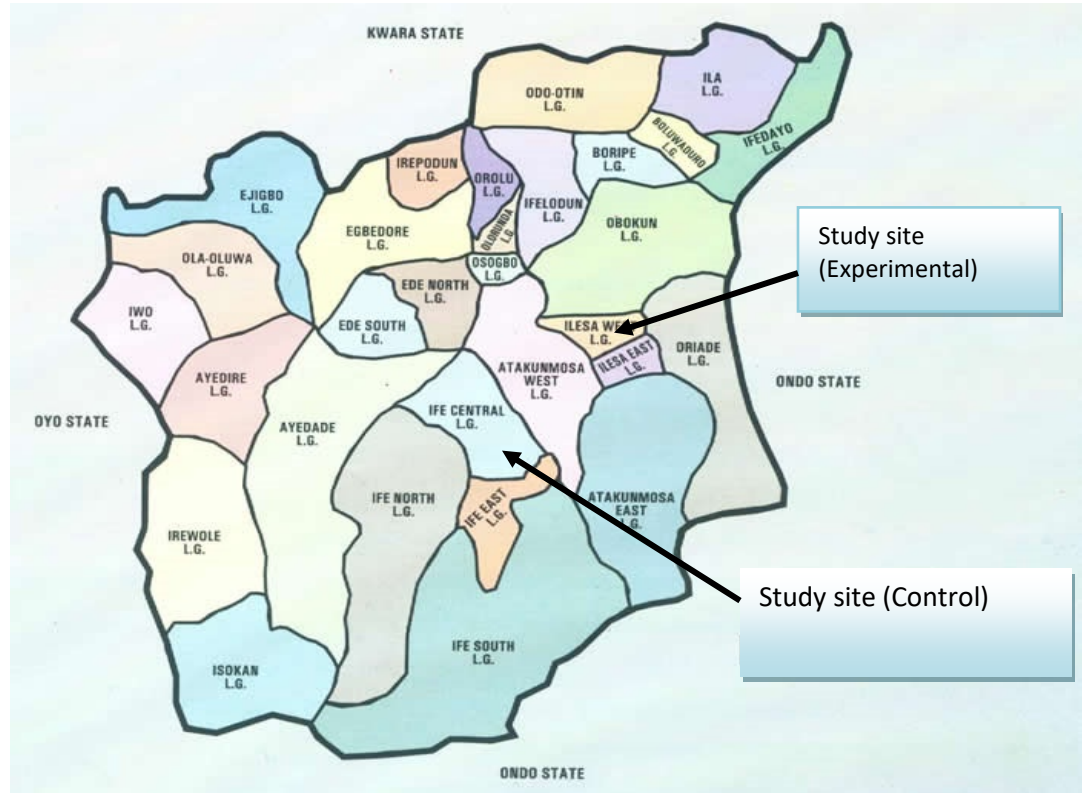 KWARA STATE
ILA
L.G.
ODO-OTIN
L.G.
BOLUWADURO
L.G.
IFEDAYO
L.G.
IREPODUN
L.G.
OROLU
L.G.
BORIPE
L.G.
EJIGBO
L.G.
IFELODUN
L.G.
OLORUNDA
L.G.
OBOKUN
L.G.
EGBEDORE
L.G.
Study site
(Experimental)
OLA-OLUWA
L.G.
OSOGBO
L.G.
EDE NORTH
L.G.
IWO
L.G.
EDE SOUTH
L.G.
ILESA WE
L.G.
ILESA EAST
L.G.
ORIADE
L.G.
ATAKUNMOSA
WEST
L.G.
AYEDIRE
L.G.
ONDO STATE
IFE CENTRAL
L.G.
OYO STATE
AYEDADE
L.G.
IFE NORTH
L.G.
IFE EAST
L.G.
ATAKUNMOSA
EAST
L.G.
IREWOLE
L.G.
Study site (Control)
IFE SOUTH
L.G.
ISOKAN
L.G.
ONDO STATE